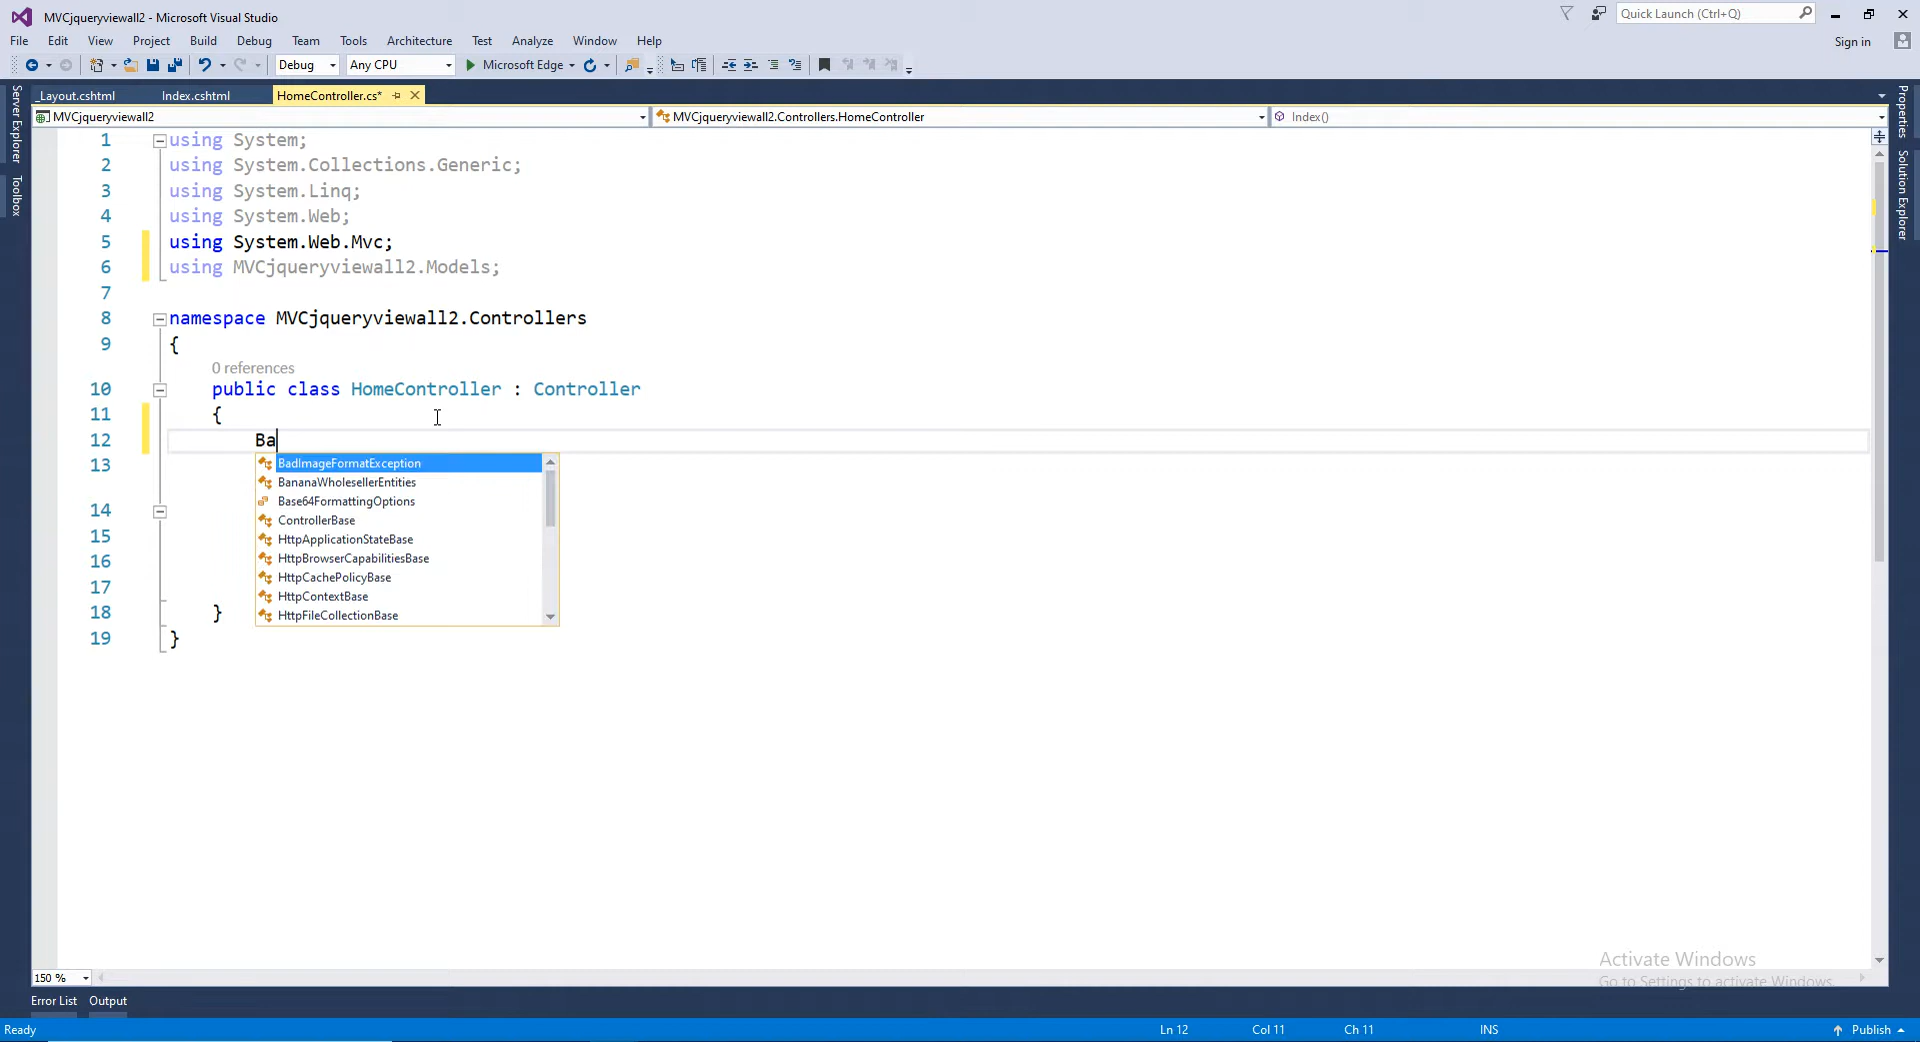 MVCjqueryviewall2 - Microsoft Visual Studio
Quick Launch (Ctrl+Q)
File Edit View Project Build Debug Team Tools Architecture Test Analyze Window Help
Sign in
Debug Any CPU Microsoft Edge
_Layout.cshtml Index.cshtml HomeController.cs*
MVCjqueryviewall2 MVCjqueryviewall2.Controllers.HomeController Index()
Server Explorer
Toolbox
Properties
Solution Explorer
1 using System;
2 using System.Collections.Generic;
3 using System.Linq;
4 using System.Web;
5 using System.Web.Mvc;
6 using MVCjqueryviewall2.Models;
7
8 namespace MVCjqueryviewall2.Controllers
9 {
0 references
10 public class HomeController : Controller
11 {
12 Ba
13 BadImageFormatException
BananaWholesellerEntities
14 Base64FormattingOptions
ControllerBase
15 HttpApplicationStateBase
16 HttpBrowserCapabilitiesBase
17 HttpCachePolicyBase
HttpContextBase
18 } HttpFileCollectionBase
19 }
Activate Windows
Go to Settings to activate Windows.
150 %
Error List Output
Ready Ln 12 Col 11 Ch 11 INS Publish